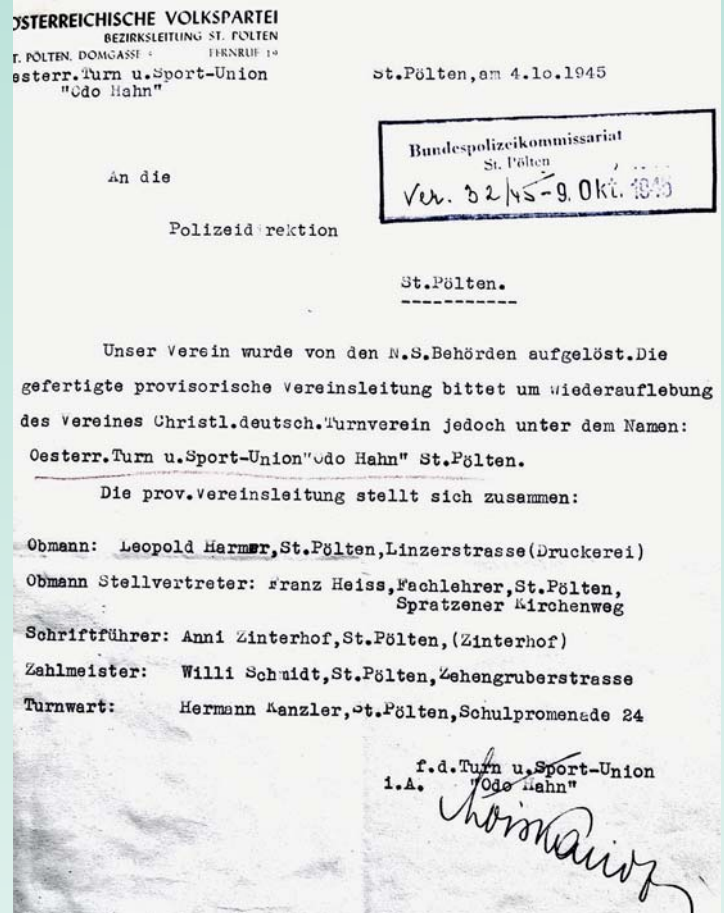 ÖSTERREICHISCHE VOLKSPARTEI
BEZIRKSLEITUNG ST. PÖLTEN
T. PÖLTEN, DOMGASSE FERNRUF 19
esterr.Turn u.Sport-Union
"Odo Hahn"
St.Pölten,am 4.lo.1945
Bundespolizeikommissariat
St. Pölten
Ver. 32/45 - 9. Okt. 1945
An die
Polizeid rektion
St.Pölten.
Unser Verein wurde von den N.S.Behörden aufgelöst.Die
gefertigte provisorische Vereinsleitung bittet um Wiederauflebung
des Vereines Christl.deutsch.Turnverein jedoch unter dem Namen:
Oesterr.Turn u.Sport-Union"Odo Hahn" St.Pölten.
Die prov.Vereinsleitung stellt sich zusammen:
Obmann: Leopold Harmer,St.Pölten,Linzerstrasse(Druckerei)
Obmann Stellvertreter: Franz Heiss,Fachlehrer,St.Pölten,
Spratzener Kirchenweg
Schriftführer: Anni Zinterhof,St.Pölten,(Zinterhof)
Zahlmeister: Willi Schmidt,St.Pölten,Zehengruberstrasse
Turnwart: Hermann Kanzler,St.Pölten,Schulpromenade 24
f.d.Turn u.Sport-Union
i.A. "Odo Hahn"